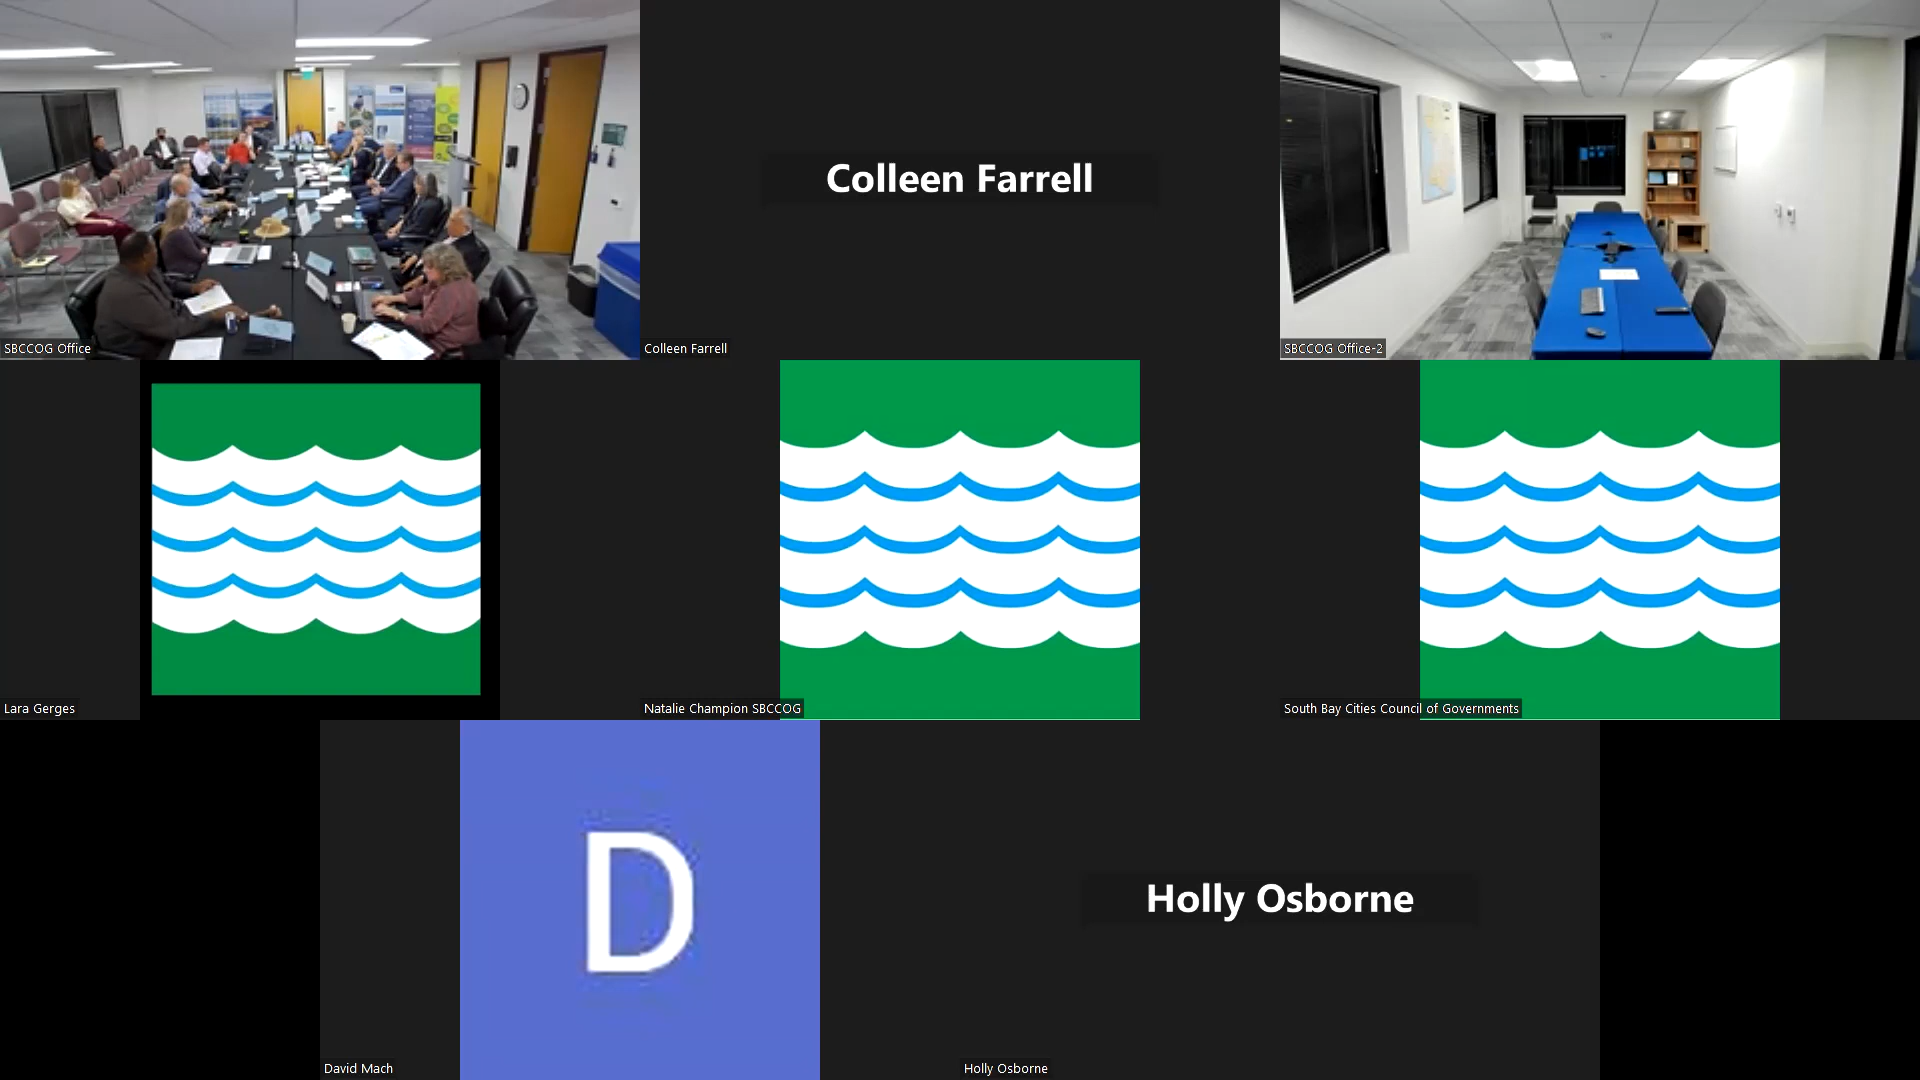 SBCCOG Office
Colleen Farrell
Colleen Farrell
SBCCOG Office-2
Lara Gerges
Natalie Champion SBCCOG
South Bay Cities Council of Governments
D
David Mach
Holly Osborne
Holly Osborne